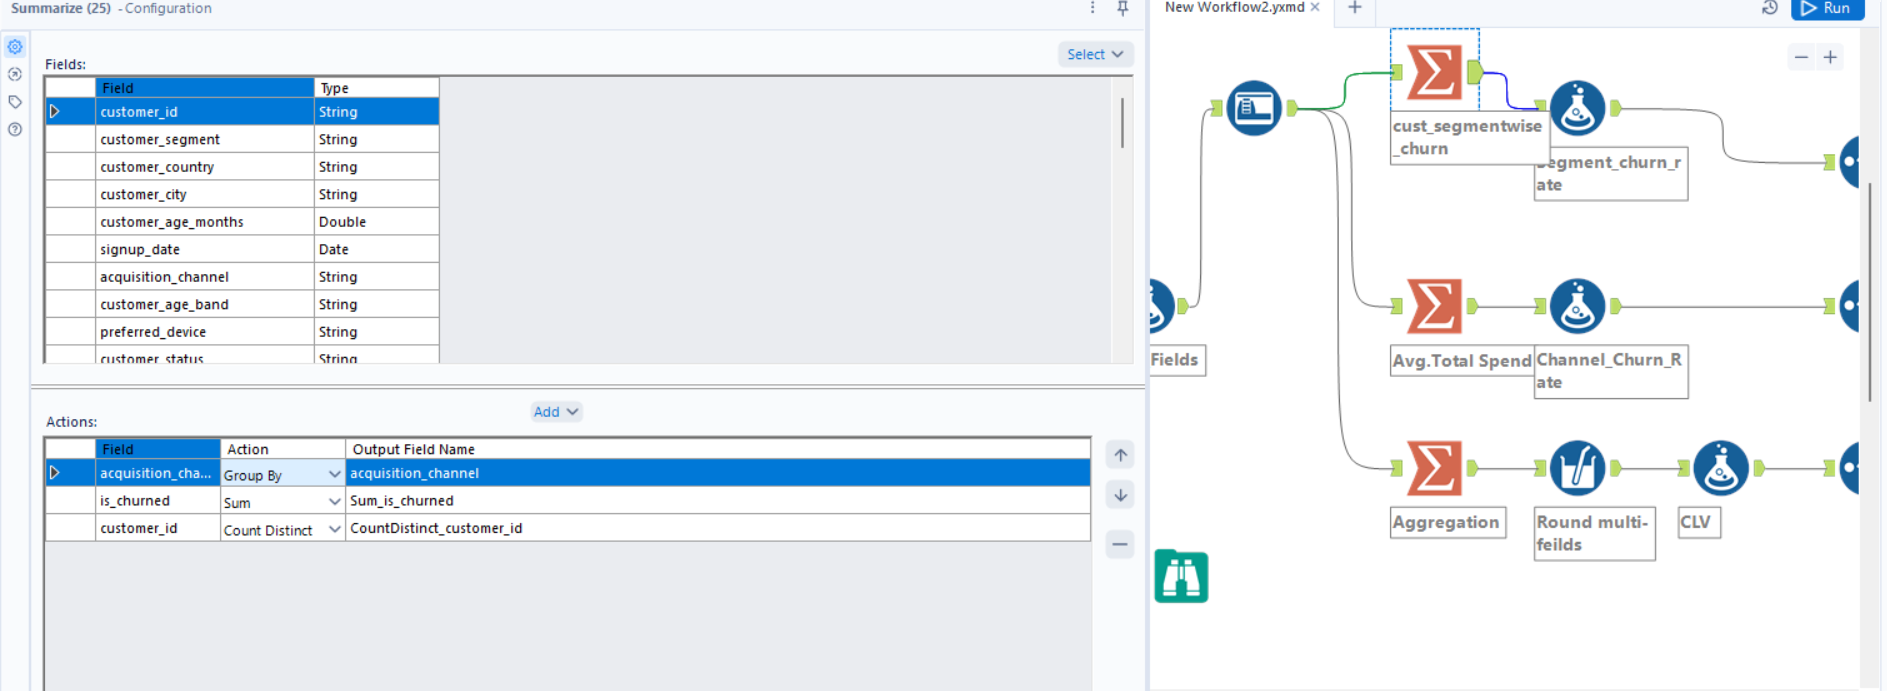 Summarize (25) - Configuration
Select
Fields:
Field Type
customer_id String
customer_segment String
customer_country String
customer_city String
customer_age_months Double
signup_date Date
acquisition_channel String
customer_age_band String
preferred_device String
customer_status String
Add
Actions:
Field Action Output Field Name
acquisition_cha... Group By acquisition_channel
is_churned Sum Sum_is_churned
customer_id Count Distinct CountDistinct_customer_id
New Workflow2.yxmd
Run
cust_segmentwise
_churn
segment_churn_r
ate
Fields
Avg.Total Spend
Channel_Churn_R
ate
Aggregation
Round multi-
feilds
CLV